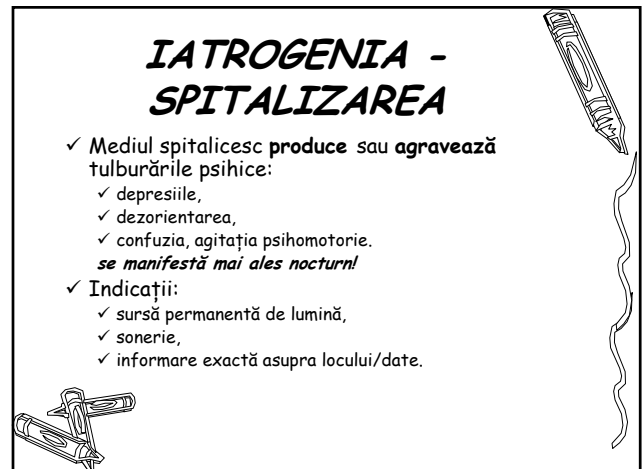 IATROGENIA -
SPITALIZAREA
✓ Mediul spitalicesc produce sau agravează
tulburările psihice:
✓ depresiile,
✓ dezorientarea,
✓ confuzia, agitația psihomotorie.
se manifestă mai ales nocturn!
✓ Indicații:
✓ sursă permanentă de lumină,
✓ sonerie,
✓ informare exactă asupra locului/date.